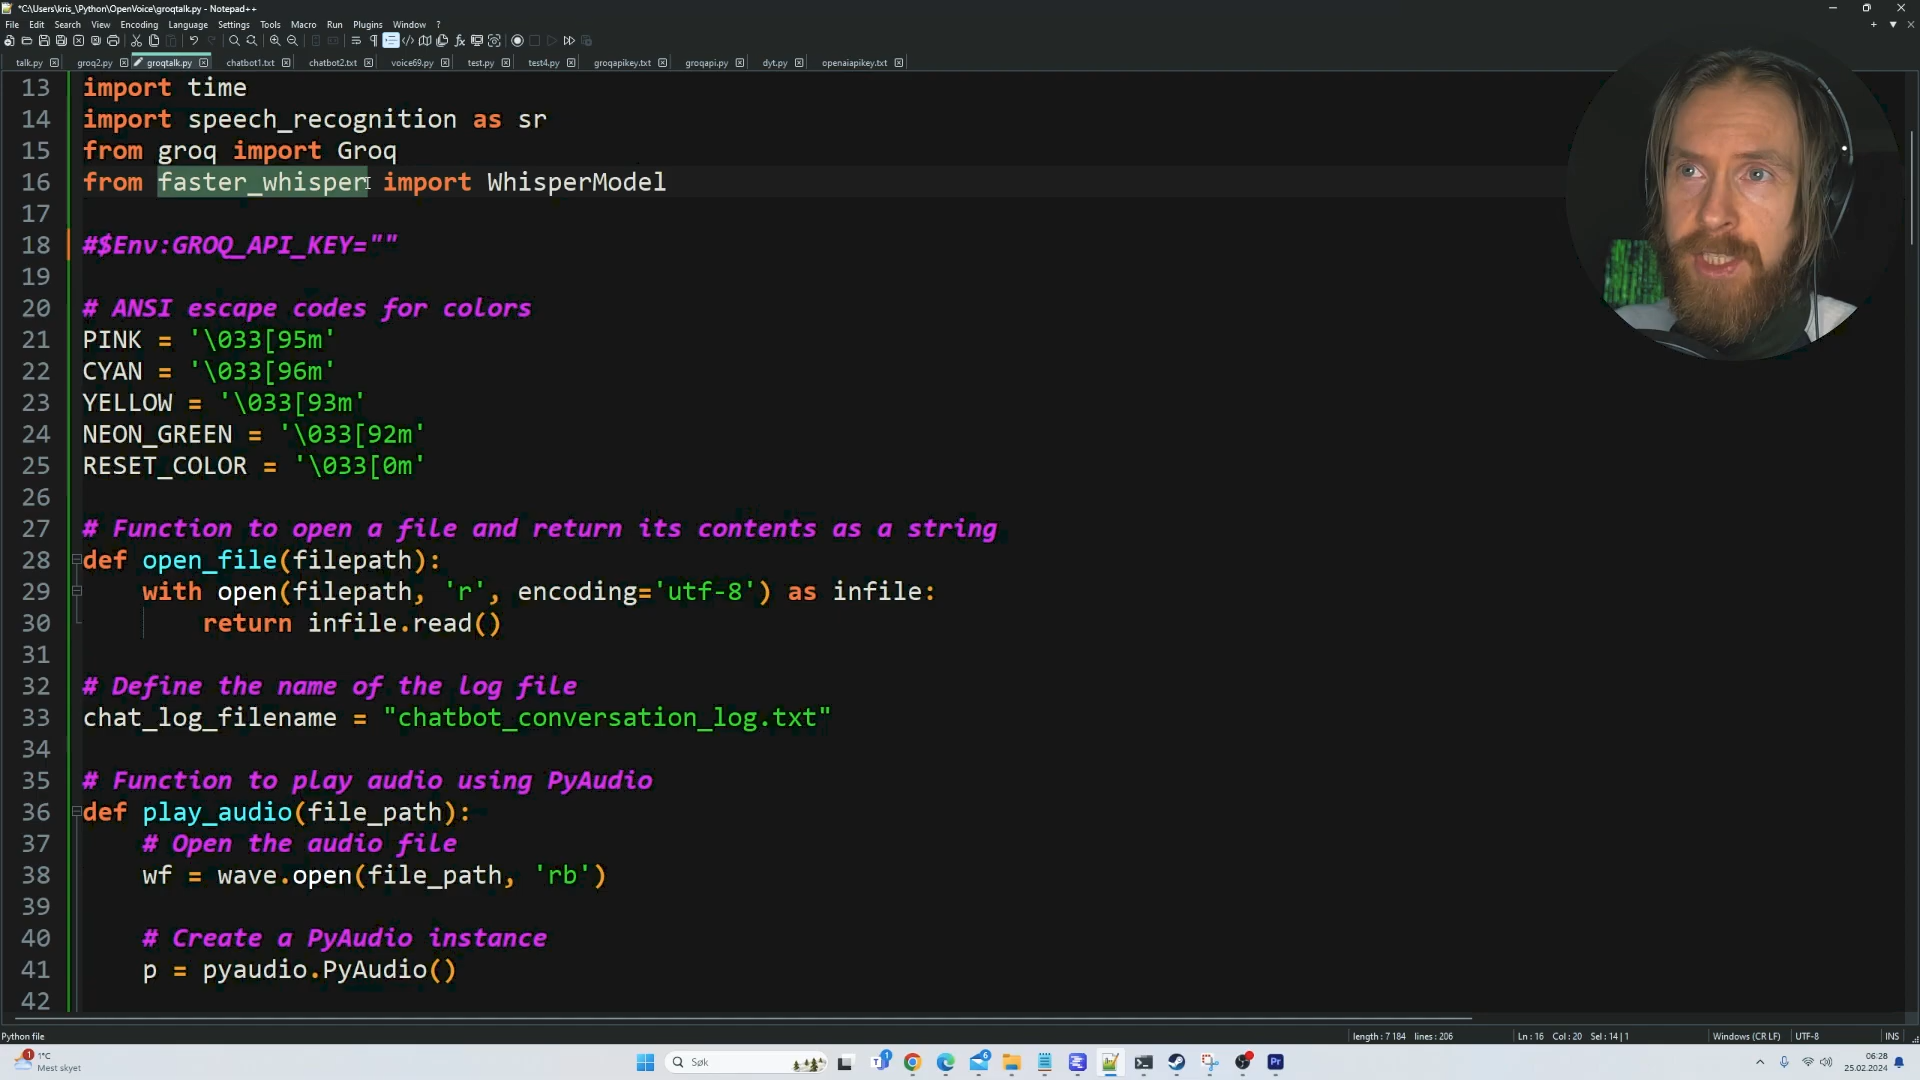 *C:\Users\kris_\Python\OpenVoice\groqtalk.py - Notepad++
File Edit Search View Encoding Language Settings Tools Macro Run Plugins Window ?
talk.py groq2.py groqtalk.py chatbot1.txt chatbot2.txt voice69.py test.py test4.py groqapikey.txt groqapi.py dyt.py openaiapikey.txt
13 import time
14 import speech_recognition as sr
15 from groq import Groq
16 from faster_whisper import WhisperModel
17
18 #$Env:GROQ_API_KEY=""
19
20 # ANSI escape codes for colors
21 PINK = '\033[95m'
22 CYAN = '\033[96m'
23 YELLOW = '\033[93m'
24 NEON_GREEN = '\033[92m'
25 RESET_COLOR = '\033[0m'
26
27 # Function to open a file and return its contents as a string
28 def open_file(filepath):
29 with open(filepath, 'r', encoding='utf-8') as infile:
30 return infile.read()
31
32 # Define the name of the log file
33 chat_log_filename = "chatbot_conversation_log.txt"
34
35 # Function to play audio using PyAudio
36 def play_audio(file_path):
37 # Open the audio file
38 wf = wave.open(file_path, 'rb')
39
40 # Create a PyAudio instance
41 p = pyaudio.PyAudio()
42
Python file length : 7 184 lines : 206 Ln : 16 Col : 20 Sel : 14 | 1 Windows (CR LF) UTF-8 INS
1°C
Mest skyet
Søk
06:28
25.02.2024